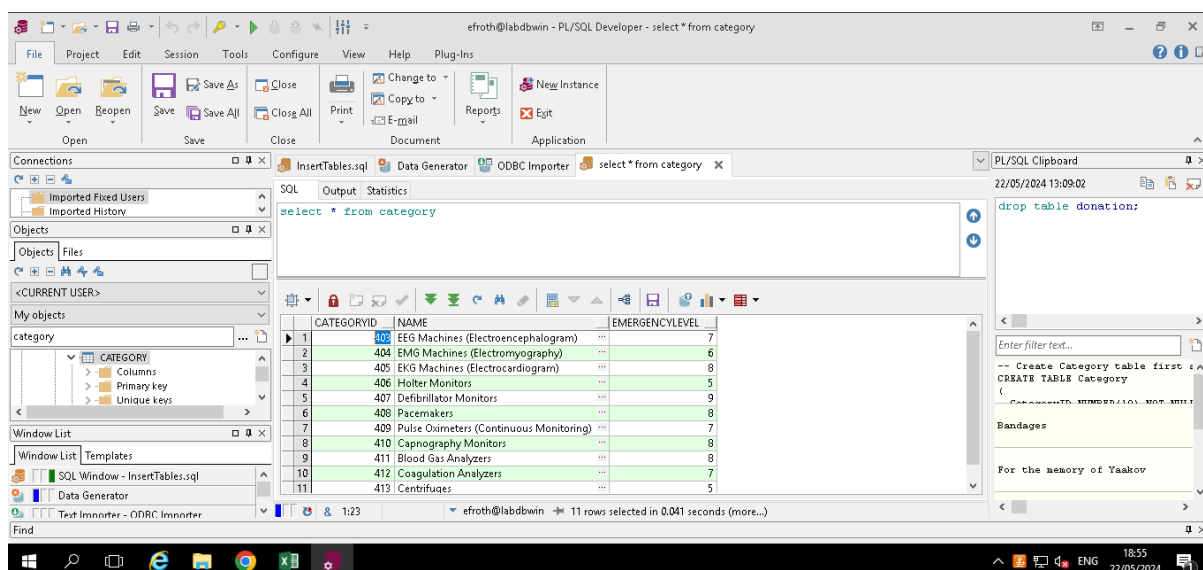 efroth@labdbwin - PL/SQL Developer - select * from category
File Project Edit Session Tools Configure View Help Plug-Ins
New Open Reopen Save Save As Save All Close Close All Print Change to Copy to E-mail Reports New Instance Exit
Open Save Close Document Application
Connections
Imported Fixed Users
Imported History
Objects
Objects Files
<CURRENT USER>
My objects
category
CATEGORY
Columns
Primary key
Unique keys
Window List
Window List Templates
SQL Window - InsertTables.sql
Data Generator
Text Importer - ODBC Importer
InsertTables.sql Data Generator ODBC Importer select * from category
SQL Output Statistics
select * from category
CATEGORYID NAME EMERGENCYLEVEL
1 403 EEG Machines (Electroencephalogram) 7
2 404 EMG Machines (Electromyography) 6
3 405 EKG Machines (Electrocardiogram) 8
4 406 Holter Monitors 5
5 407 Defibrillator Monitors 9
6 408 Pacemakers 8
7 409 Pulse Oximeters (Continuous Monitoring) 7
8 410 Capnography Monitors 8
9 411 Blood Gas Analyzers 8
10 412 Coagulation Analyzers 7
11 413 Centrifuges 5
1:23 efroth@labdbwin 11 rows selected in 0.041 seconds (more...)
PL/SQL Clipboard
22/05/2024 13:09:02
drop table donation;
Enter filter text...
-- Create Category table first
CREATE TABLE Category
(
CategoryID NUMBER(10) NOT NULL
Bandages
For the memory of Yaakov
Find
ENG
18:55
22/05/2024